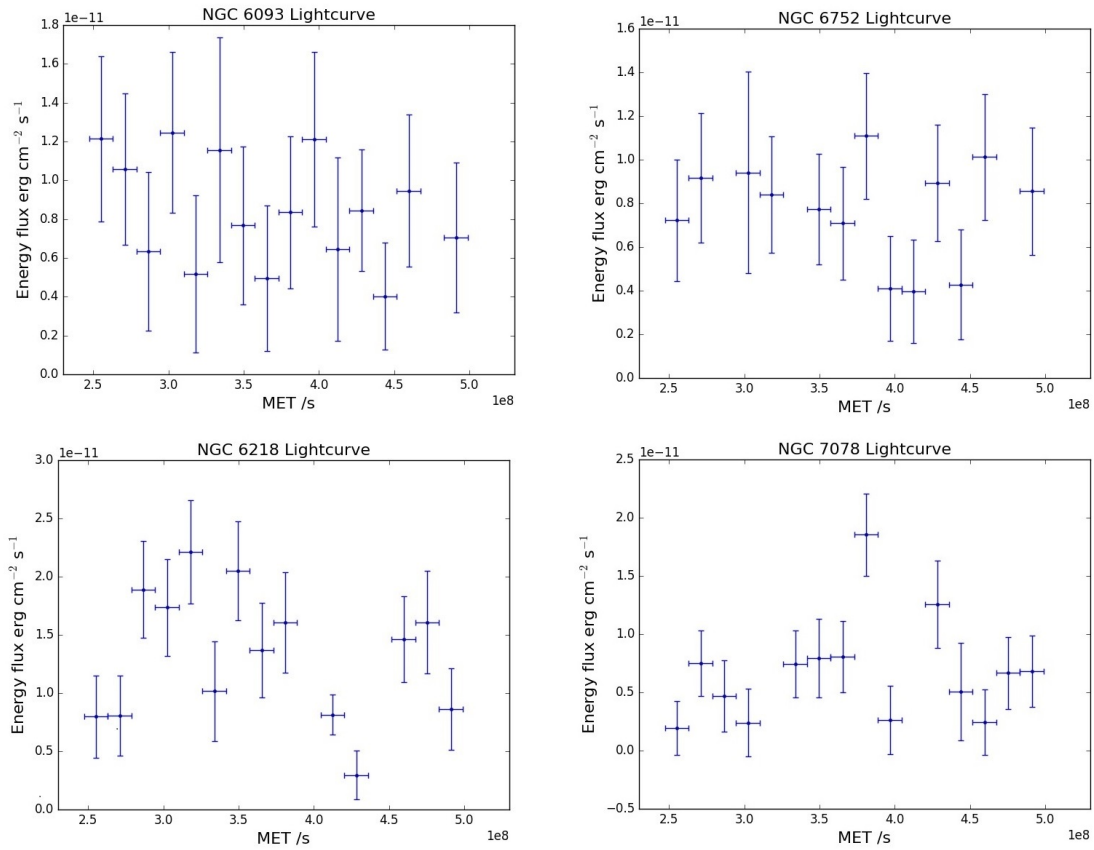 NGC 6093 Lightcurve
1e−11
1.8
1.6
1.4
1.2
1.0
0.8
0.6
0.4
0.2
0.0
Energy flux erg cm−2 s−1
2.5 3.0 3.5 4.0 4.5 5.0
1e8
MET /s
NGC 6752 Lightcurve
1e−11
1.6
1.4
1.2
1.0
0.8
0.6
0.4
0.2
0.0
Energy flux erg cm−2 s−1
2.5 3.0 3.5 4.0 4.5 5.0
1e8
MET /s
NGC 6218 Lightcurve
1e−11
3.0
2.5
2.0
1.5
1.0
0.5
0.0
Energy flux erg cm−2 s−1
2.5 3.0 3.5 4.0 4.5 5.0
1e8
MET /s
NGC 7078 Lightcurve
1e−11
2.5
2.0
1.5
1.0
0.5
0.0
−0.5
Energy flux erg cm−2 s−1
2.5 3.0 3.5 4.0 4.5 5.0
1e8
MET /s